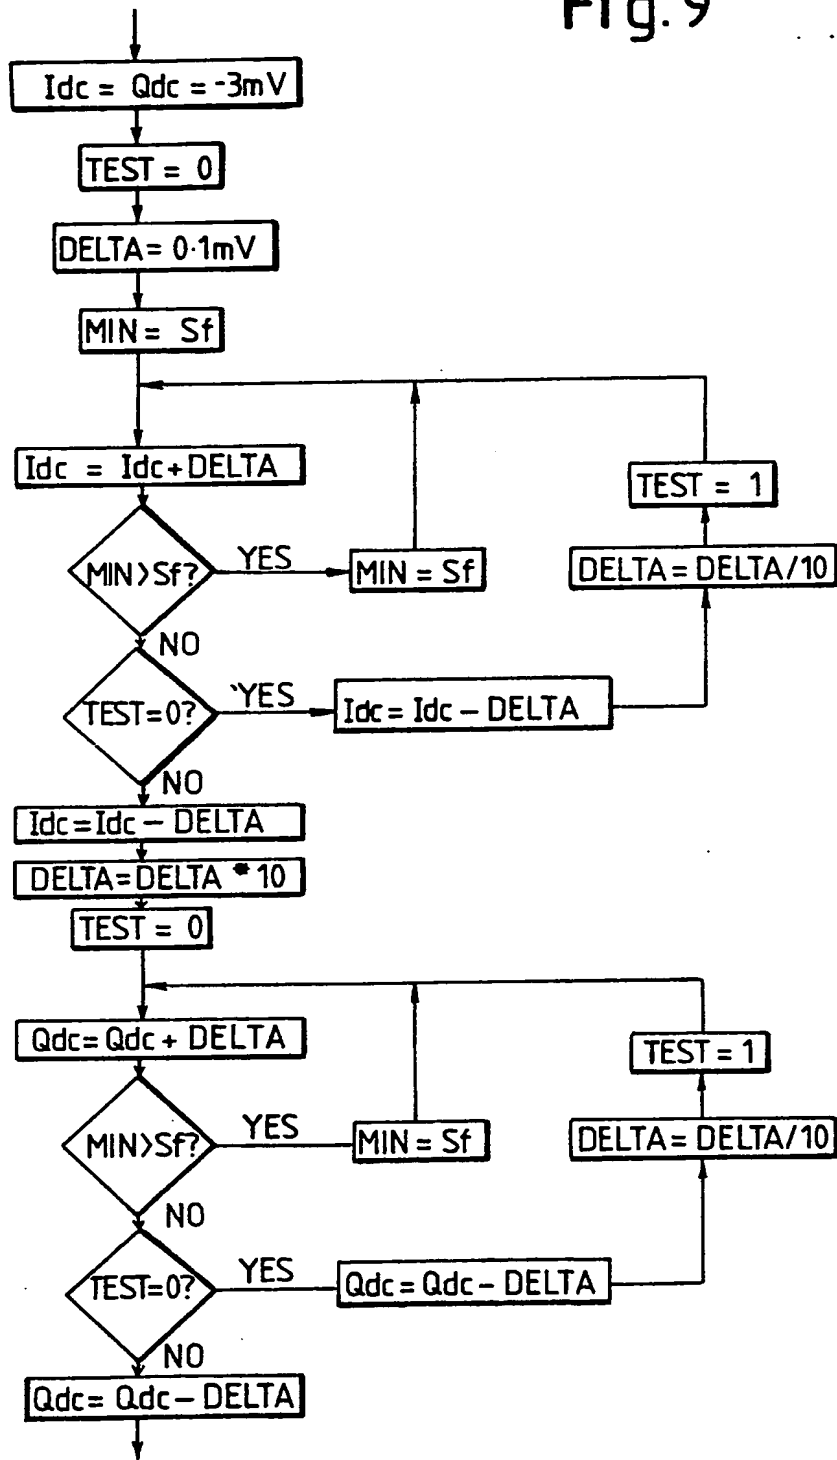 Fig. 9
Idc = Qdc = -3mV
TEST = 0
DELTA = 0·1mV
MIN = Sf
Idc = Idc + DELTA
TEST = 1
MIN > Sf?
YES
MIN = Sf
DELTA = DELTA / 10
NO
TEST = 0?
YES
Idc = Idc - DELTA
NO
Idc = Idc - DELTA
DELTA = DELTA * 10
TEST = 0
Qdc = Qdc + DELTA
TEST = 1
MIN > Sf?
YES
MIN = Sf
DELTA = DELTA / 10
NO
TEST = 0?
YES
Qdc = Qdc - DELTA
NO
Qdc = Qdc - DELTA